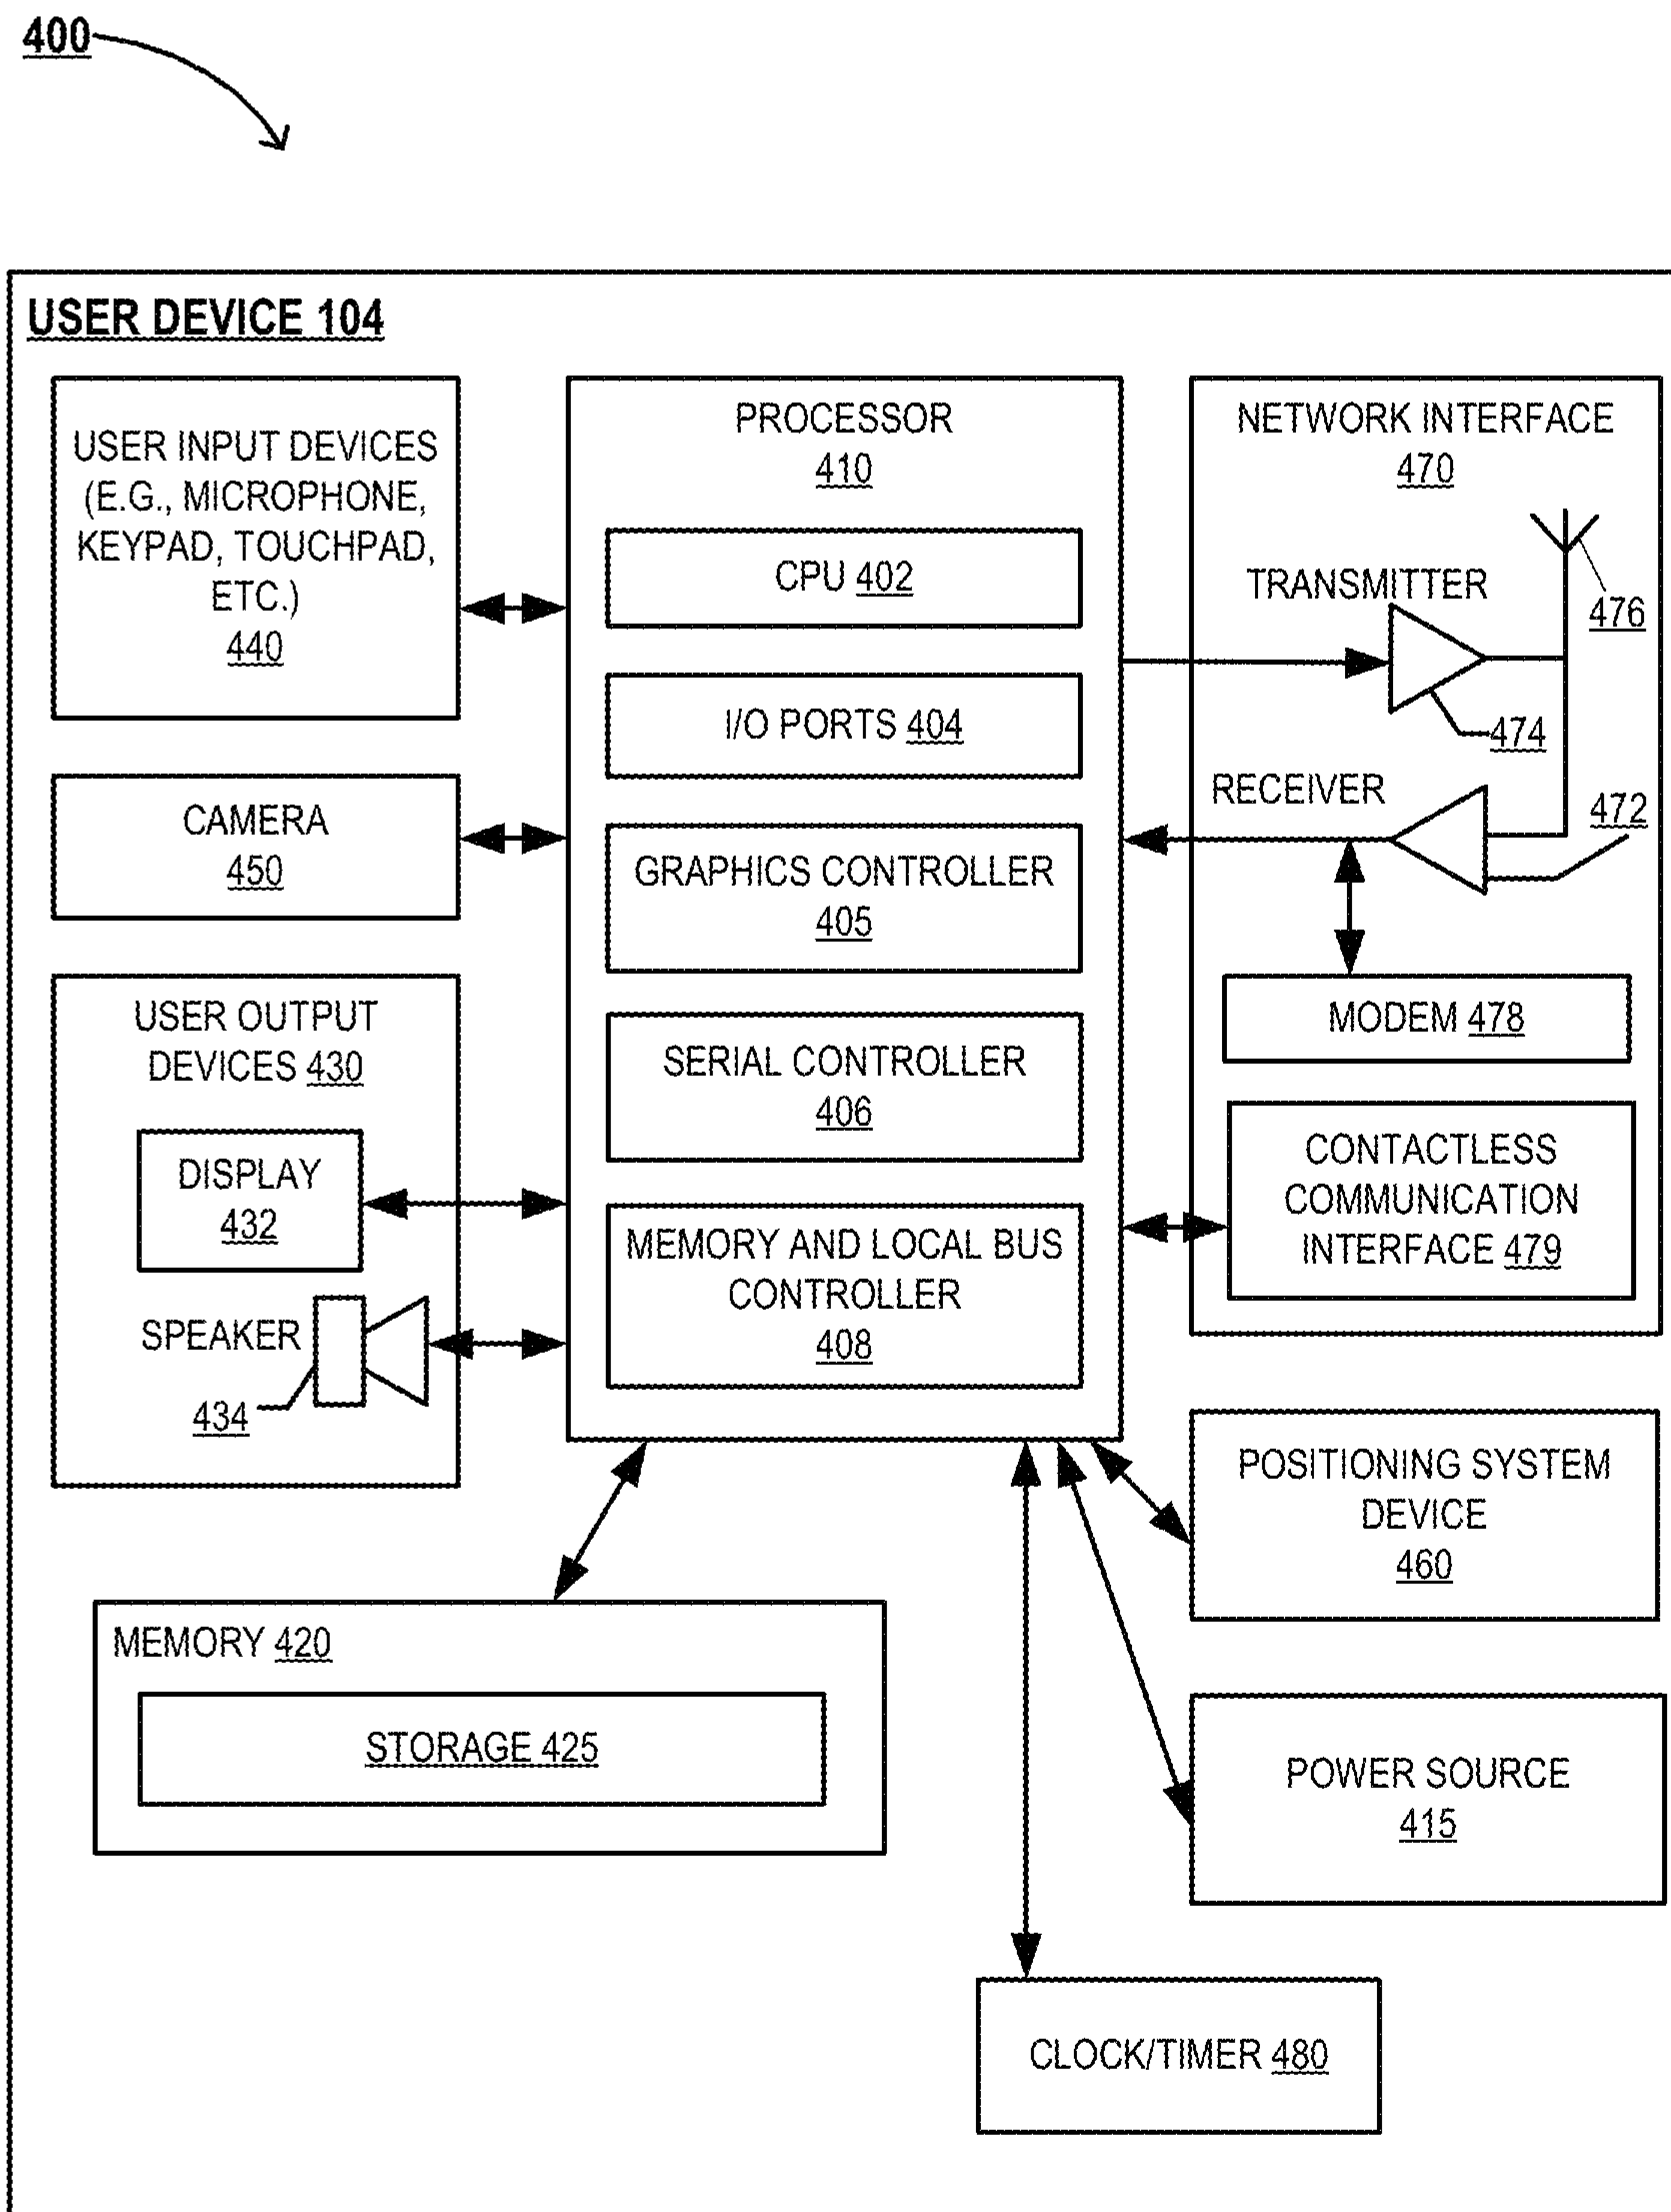 400
USER DEVICE 104
USER INPUT DEVICES
(E.G., MICROPHONE,
KEYPAD, TOUCHPAD,
ETC.)
440
CAMERA
450
USER OUTPUT
DEVICES 430
DISPLAY
432
SPEAKER
434
PROCESSOR
410
CPU 402
I/O PORTS 404
GRAPHICS CONTROLLER
405
SERIAL CONTROLLER
406
MEMORY AND LOCAL BUS
CONTROLLER
408
NETWORK INTERFACE
470
TRANSMITTER
476
474
RECEIVER
472
MODEM 478
CONTACTLESS
COMMUNICATION
INTERFACE 479
POSITIONING SYSTEM
DEVICE
460
MEMORY 420
STORAGE 425
POWER SOURCE
415
CLOCK/TIMER 480